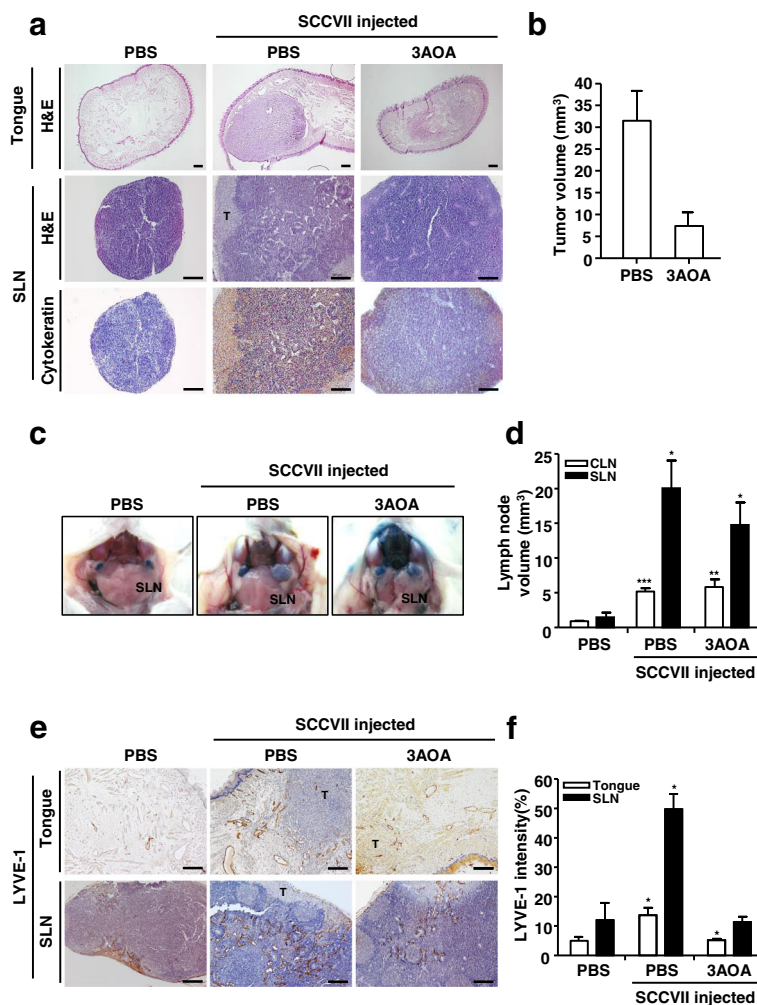 a
SCCVII injected
PBS
PBS
3AOA
Tongue
H&E
SLN
H&E
T
Cytokeratin
b
Tumor volume (mm³)
40
35
30
25
20
15
10
5
0
PBS
3AOA
c
SCCVII injected
PBS
PBS
3AOA
SLN
SLN
SLN
d
CLN
SLN
Lymph node
volume (mm³)
25
20
15
10
5
0
***
*
**
*
PBS
PBS
3AOA
SCCVII injected
e
SCCVII injected
PBS
PBS
3AOA
LYVE-1
Tongue
T
T
SLN
T
f
Tongue
SLN
LYVE-1 intensity(%)
60
50
40
30
20
10
0
*
*
*
PBS
PBS
3AOA
SCCVII injected